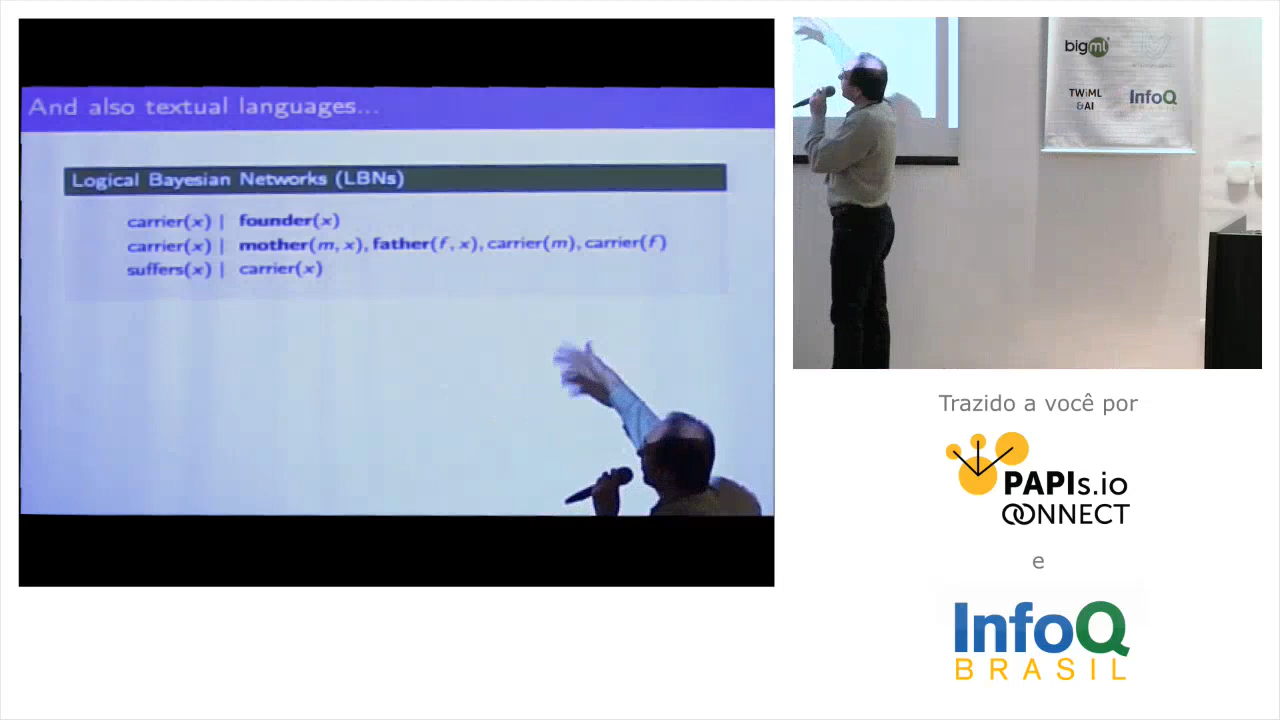 And also textual languages...
Logical Bayesian Networks (LBNs)
carrier(x) | founder(x)
carrier(x) | mother(m, x), father(f, x), carrier(m), carrier(f)
suffers(x) | carrier(x)
bigml
TWiML
&AI
InfoQ
BRASIL
Trazido a você por
PAPIs.io
CONNECT
e
InfoQ
BRASIL